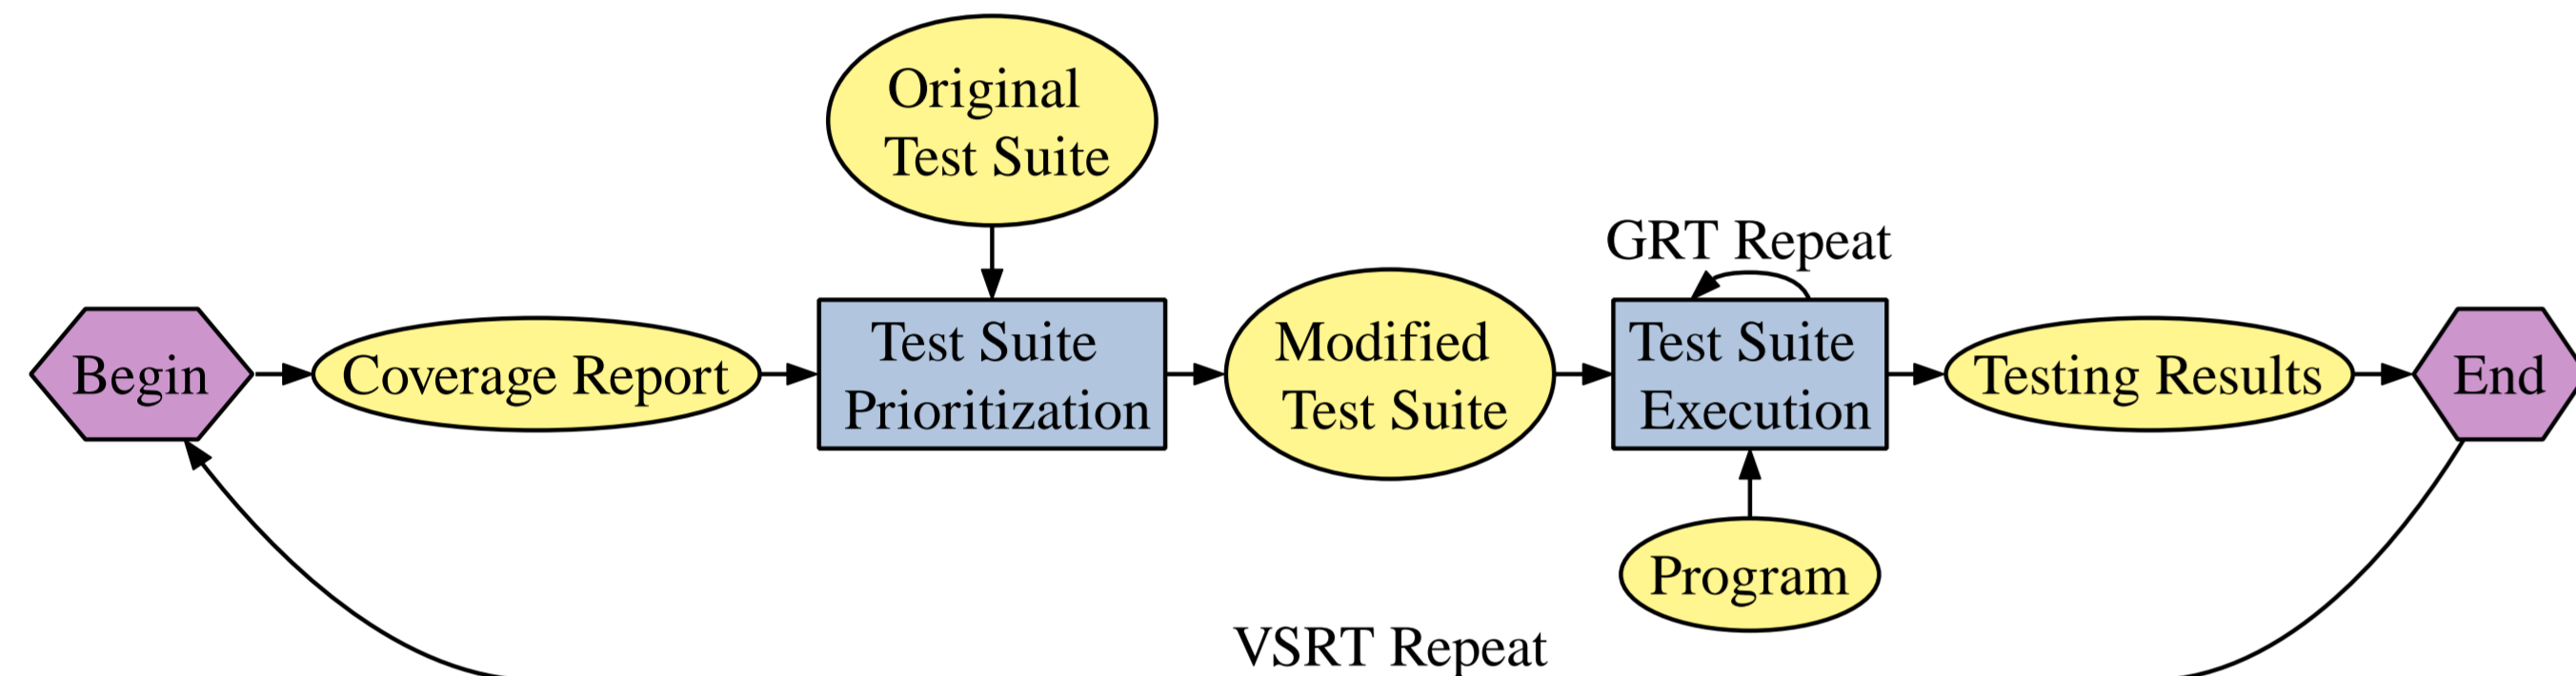 Original
Test Suite
GRT Repeat
Begin
Coverage Report
Test Suite
Prioritization
Modified
Test Suite
Test Suite
Execution
Testing Results
End
Program
VSRT Repeat